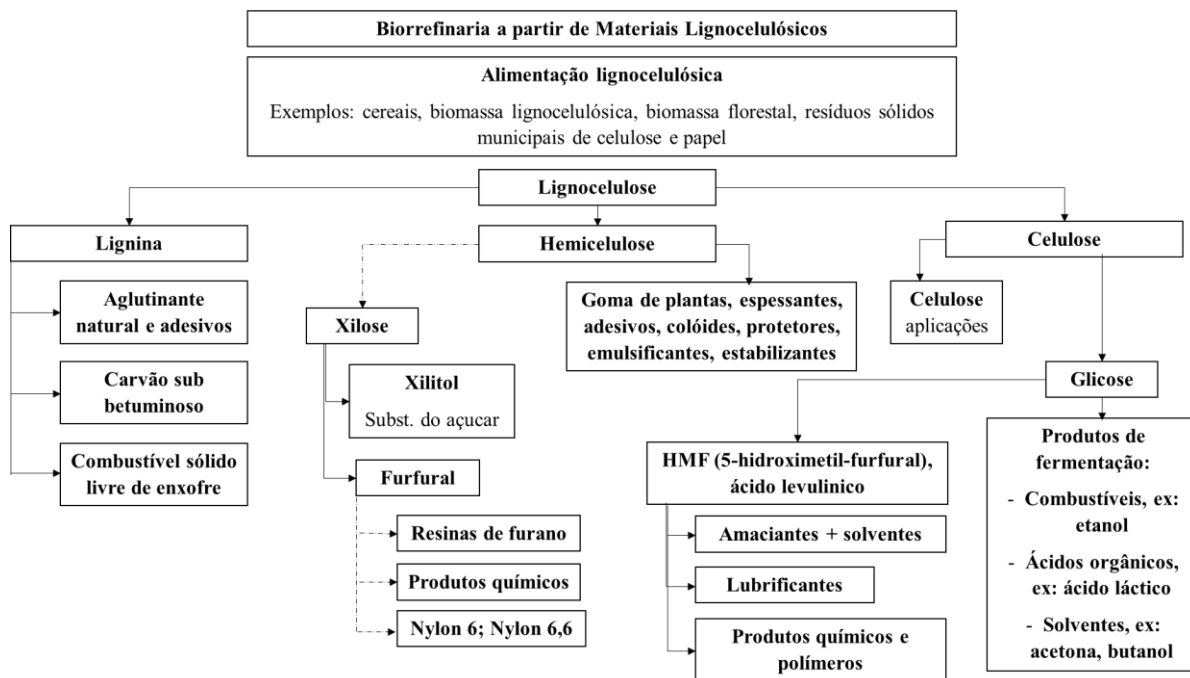 Biorrefinaria a partir de Materiais Lignocelulósicos
Alimentação lignocelulósica
Exemplos: cereais, biomassa lignocelulósica, biomassa florestal, resíduos sólidos
municipais de celulose e papel
Lignocelulose
Lignina
Aglutinante
natural e adesivos
Carvão sub
betuminoso
Combustível sólido
livre de enxofre
Hemicelulose
Xilose
Xilitol
Subst. do açucar
Furfural
Resinas de furano
Produtos químicos
Nylon 6; Nylon 6,6
Goma de plantas, espessantes,
adesivos, colóides, protetores,
emulsificantes, estabilizantes
Celulose
Celulose
aplicações
Glicose
HMF (5-hidroximetil-furfural),
ácido levulinico
Amaciantes + solventes
Lubrificantes
Produtos químicos e
polímeros
Produtos de
fermentação:
- Combustíveis, ex:
etanol
- Ácidos orgânicos,
ex: ácido láctico
- Solventes, ex:
acetona, butanol